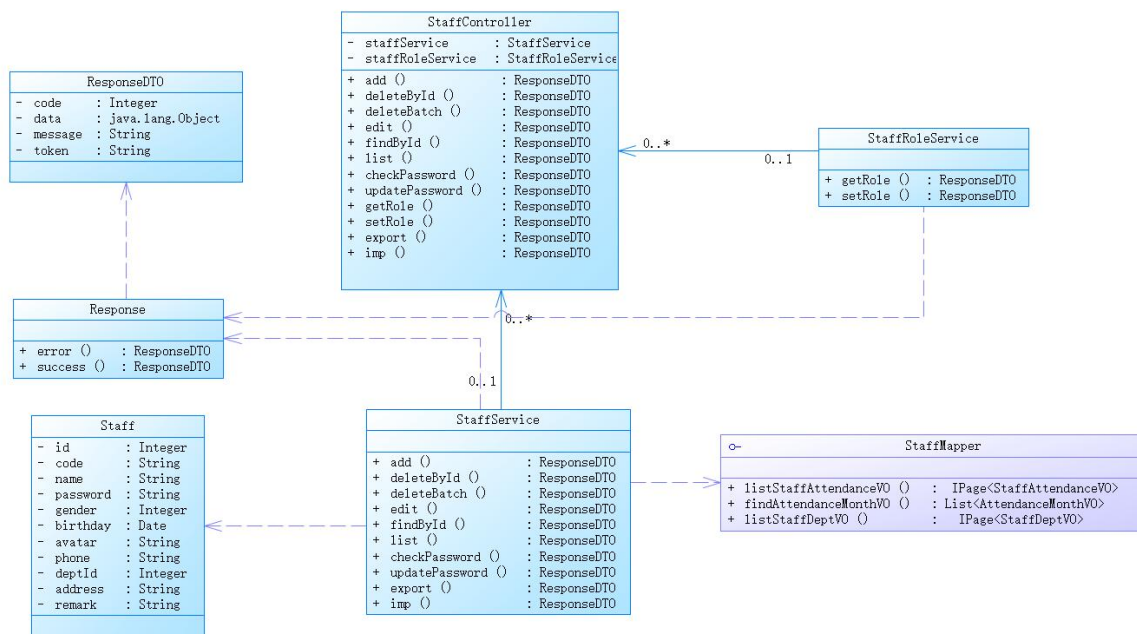 StaffController
- staffService : StaffService
- staffRoleService : StaffRoleService
+ add () : ResponseDTO
+ deleteById () : ResponseDTO
+ deleteBatch () : ResponseDTO
+ edit () : ResponseDTO
+ findById () : ResponseDTO
+ list () : ResponseDTO
+ checkPassword () : ResponseDTO
+ updatePassword () : ResponseDTO
+ getRole () : ResponseDTO
+ setRole () : ResponseDTO
+ export () : ResponseDTO
+ imp () : ResponseDTO
ResponseDTO
- code : Integer
- data : java.lang.Object
- message : String
- token : String
0..*
0..1
StaffRoleService
+ getRole () : ResponseDTO
+ setRole () : ResponseDTO
Response
+ error () : ResponseDTO
+ success () : ResponseDTO
0..*
0..1
Staff
- id : Integer
- code : String
- name : String
- password : String
- gender : Integer
- birthday : Date
- avatar : String
- phone : String
- deptId : Integer
- address : String
- remark : String
StaffService
+ add () : ResponseDTO
+ deleteById () : ResponseDTO
+ deleteBatch () : ResponseDTO
+ edit () : ResponseDTO
+ findById () : ResponseDTO
+ list () : ResponseDTO
+ checkPassword () : ResponseDTO
+ updatePassword () : ResponseDTO
+ export () : ResponseDTO
+ imp () : ResponseDTO
StaffMapper
+ listStaffAttendanceVO () : IPage<StaffAttendanceVO>
+ findAttendanceMonthVO () : List<AttendanceMonthVO>
+ listStaffDeptVO () : IPage<StaffDeptVO>